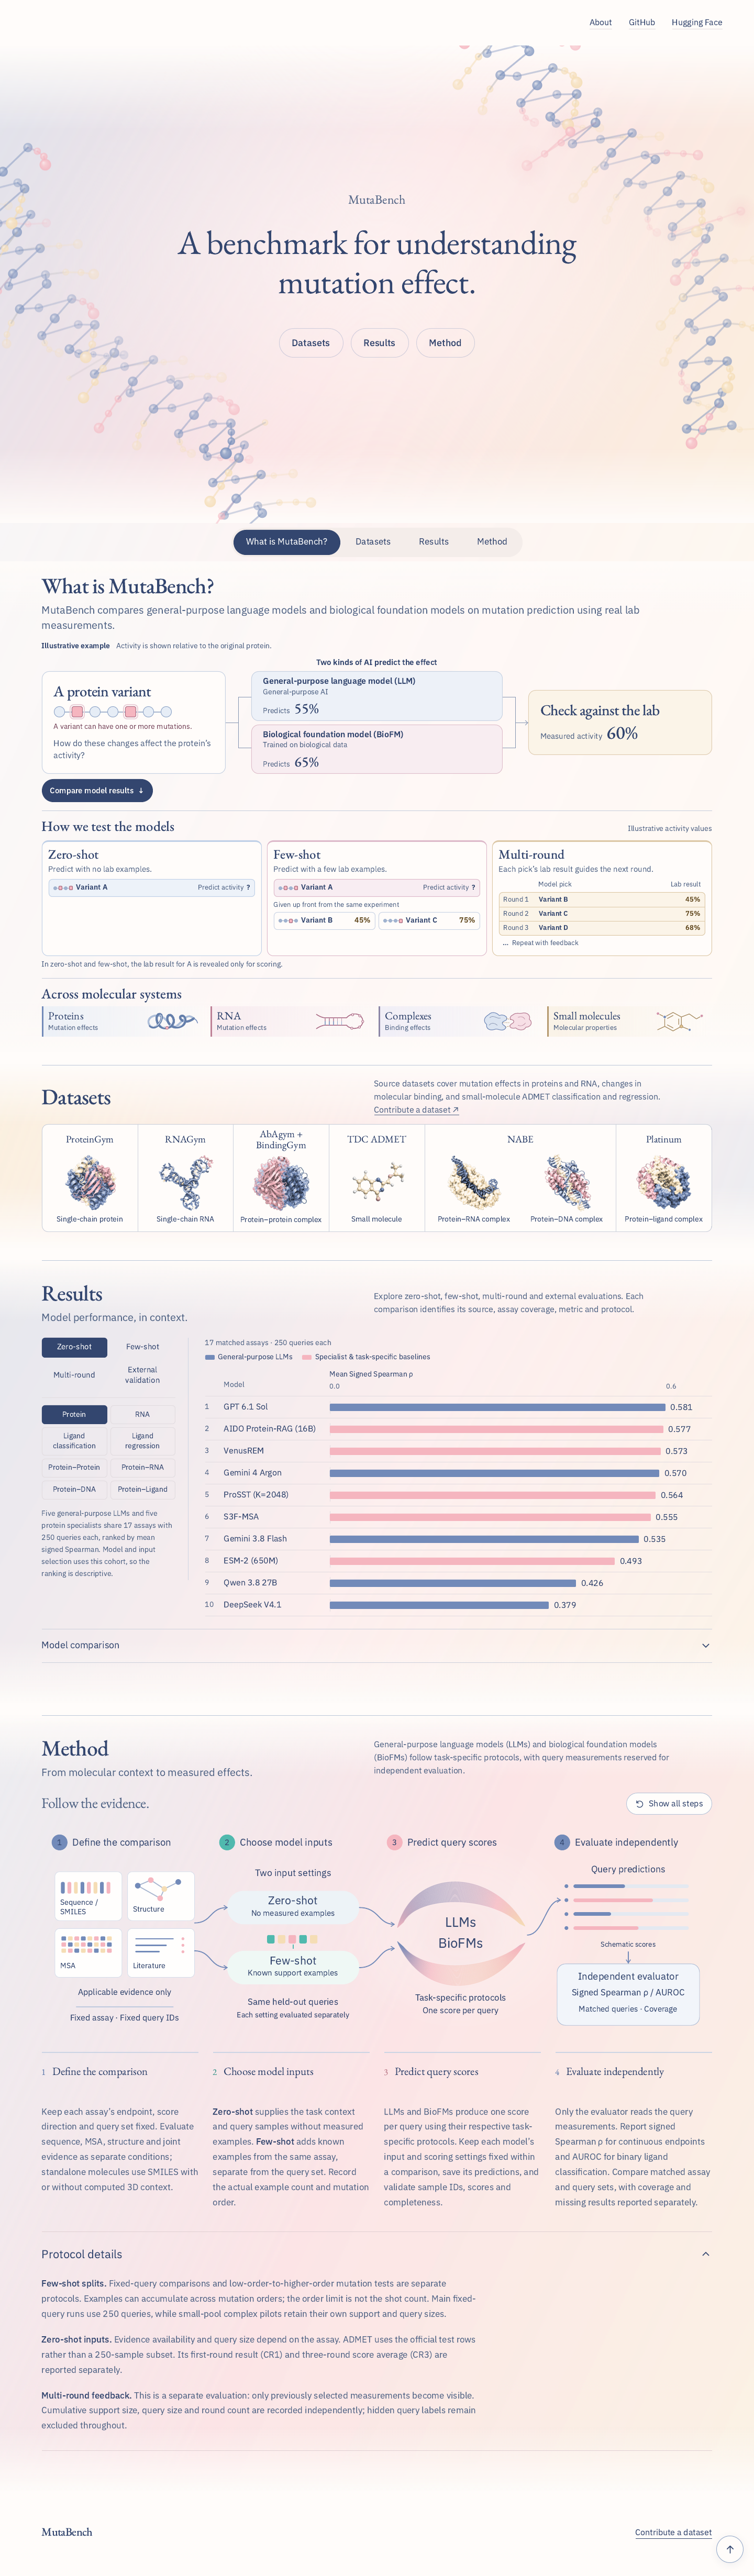 About GitHub Hugging Face
MutaBench
A benchmark for understanding
mutation effect.
Datasets Results Method
What is MutaBench? Datasets Results Method
What is MutaBench?
MutaBench compares general-purpose language models and biological foundation models on mutation prediction using real lab
measurements.
Illustrative example Activity is shown relative to the original protein.
Two kinds of AI predict the effect
A protein variant
A variant can have one or more mutations.
How do these changes affect the protein's
activity?
General-purpose language model (LLM)
General-purpose AI
Predicts 55%
Biological foundation model (BioFM)
Trained on biological data
Predicts 65%
Check against the lab
Measured activity 60%
Compare model results ↓
How we test the models
Illustrative activity values
Zero-shot
Predict with no lab examples.
Variant A Predict activity ?
Few-shot
Predict with a few lab examples.
Variant A Predict activity ?
Given up front from the same experiment
Variant B 45% Variant C 75%
Multi-round
Each pick's lab result guides the next round.
Model pick Lab result
Round 1 Variant B 45%
Round 2 Variant C 75%
Round 3 Variant D 68%
... Repeat with feedback
In zero-shot and few-shot, the lab result for A is revealed only for scoring.
Across molecular systems
Proteins
Mutation effects
RNA
Mutation effects
Complexes
Binding effects
Small molecules
Molecular properties
Datasets
Source datasets cover mutation effects in proteins and RNA, changes in
molecular binding, and small-molecule ADMET classification and regression.
Contribute a dataset ↗
ProteinGym
Single-chain protein
RNAGym
Single-chain RNA
AbAgym +
BindingGym
Protein–protein complex
TDC ADMET
Small molecule
NABE
Protein–RNA complex Protein–DNA complex
Platinum
Protein–ligand complex
Results
Model performance, in context.
Explore zero-shot, few-shot, multi-round and external evaluations. Each
comparison identifies its source, assay coverage, metric and protocol.
Zero-shot Few-shot
Multi-round External
validation
Protein RNA
Ligand
classification
Ligand
regression
Protein–Protein Protein–RNA
Protein–DNA Protein–Ligand
Five general-purpose LLMs and five
protein specialists share 17 assays with
250 queries each, ranked by mean
signed Spearman. Model and input
selection uses this cohort, so the
ranking is descriptive.
17 matched assays · 250 queries each
General-purpose LLMs Specialist & task-specific baselines
Model Mean Signed Spearman ρ
0.0 0.6
1 GPT 6.1 Sol 0.581
2 AIDO Protein-RAG (16B) 0.577
3 VenusREM 0.573
4 Gemini 4 Argon 0.570
5 ProSST (K=2048) 0.564
6 S3F-MSA 0.555
7 Gemini 3.8 Flash 0.535
8 ESM-2 (650M) 0.493
9 Qwen 3.8 27B 0.426
10 DeepSeek V4.1 0.379
Model comparison
Method
From molecular context to measured effects.
General-purpose language models (LLMs) and biological foundation models
(BioFMs) follow task-specific protocols, with query measurements reserved for
independent evaluation.
Follow the evidence.
Show all steps
1 Define the comparison
Sequence /
SMILES
Structure
MSA
Literature
Applicable evidence only
Fixed assay · Fixed query IDs
2 Choose model inputs
Two input settings
Zero-shot
No measured examples
Few-shot
Known support examples
Same held-out queries
Each setting evaluated separately
3 Predict query scores
LLMs
BioFMs
Task-specific protocols
One score per query
4 Evaluate independently
Query predictions
Schematic scores
Independent evaluator
Signed Spearman ρ / AUROC
Matched queries · Coverage
1 Define the comparison
Keep each assay's endpoint, score
direction and query set fixed. Evaluate
sequence, MSA, structure and joint
evidence as separate conditions;
standalone molecules use SMILES with
or without computed 3D context.
2 Choose model inputs
Zero-shot supplies the task context
and query samples without measured
examples. Few-shot adds known
examples from the same assay,
separate from the query set. Record
the actual example count and mutation
order.
3 Predict query scores
LLMs and BioFMs produce one score
per query using their respective task-
specific protocols. Keep each model's
input and scoring settings fixed within
a comparison, save its predictions, and
validate sample IDs, scores and
completeness.
4 Evaluate independently
Only the evaluator reads the query
measurements. Report signed
Spearman ρ for continuous endpoints
and AUROC for binary ligand
classification. Compare matched assay
and query sets, with coverage and
missing results reported separately.
Protocol details
Few-shot splits. Fixed-query comparisons and low-order-to-higher-order mutation tests are separate
protocols. Examples can accumulate across mutation orders; the order limit is not the shot count. Main fixed-
query runs use 250 queries, while small-pool complex pilots retain their own support and query sizes.
Zero-shot inputs. Evidence availability and query size depend on the assay. ADMET uses the official test rows
rather than a 250-sample subset. Its first-round result (CR1) and three-round score average (CR3) are
reported separately.
Multi-round feedback. This is a separate evaluation: only previously selected measurements become visible.
Cumulative support size, query size and round count are recorded independently; hidden query labels remain
excluded throughout.
MutaBench
Contribute a dataset